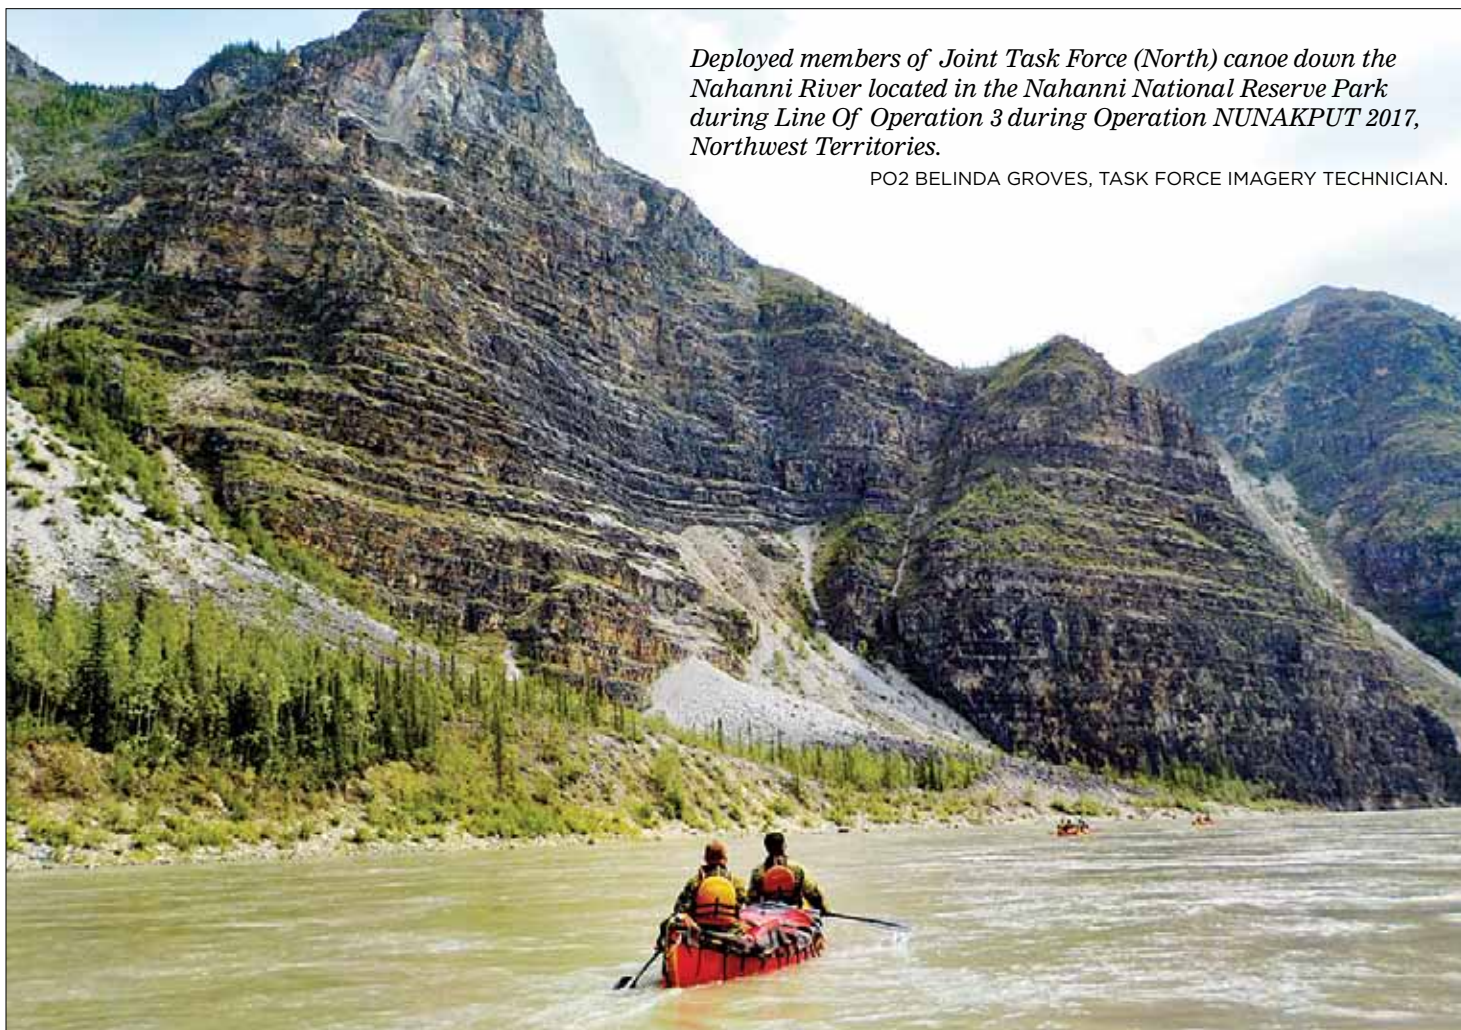 Deployed members of Joint Task Force (North) canoe down the
Nahanni River located in the Nahanni National Reserve Park
during Line Of Operation 3 during Operation NUNAKPUT 2017,
Northwest Territories.
PO2 BELINDA GROVES, TASK FORCE IMAGERY TECHNICIAN.